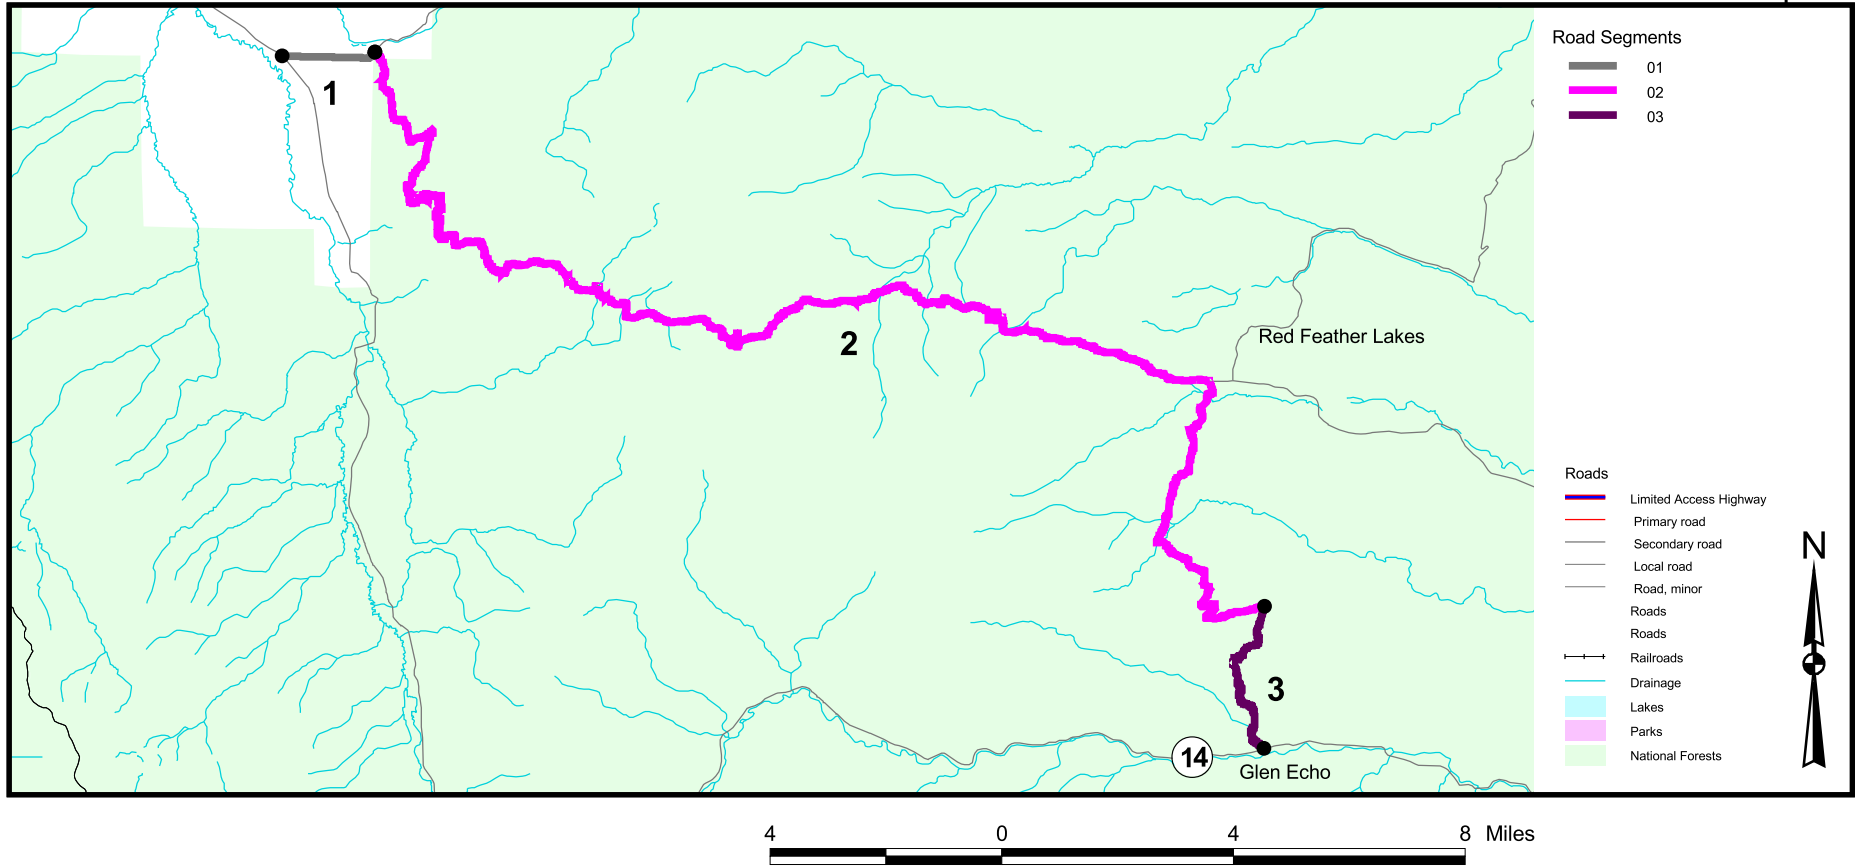 Road Segments
01
02
03
1
2
Red Feather Lakes
3
14
Glen Echo
Roads
Limited Access Highway
Primary road
Secondary road
Local road
Road, minor
Roads
Roads
Railroads
Drainage
Lakes
Parks
National Forests
N
4 0 4 8 Miles